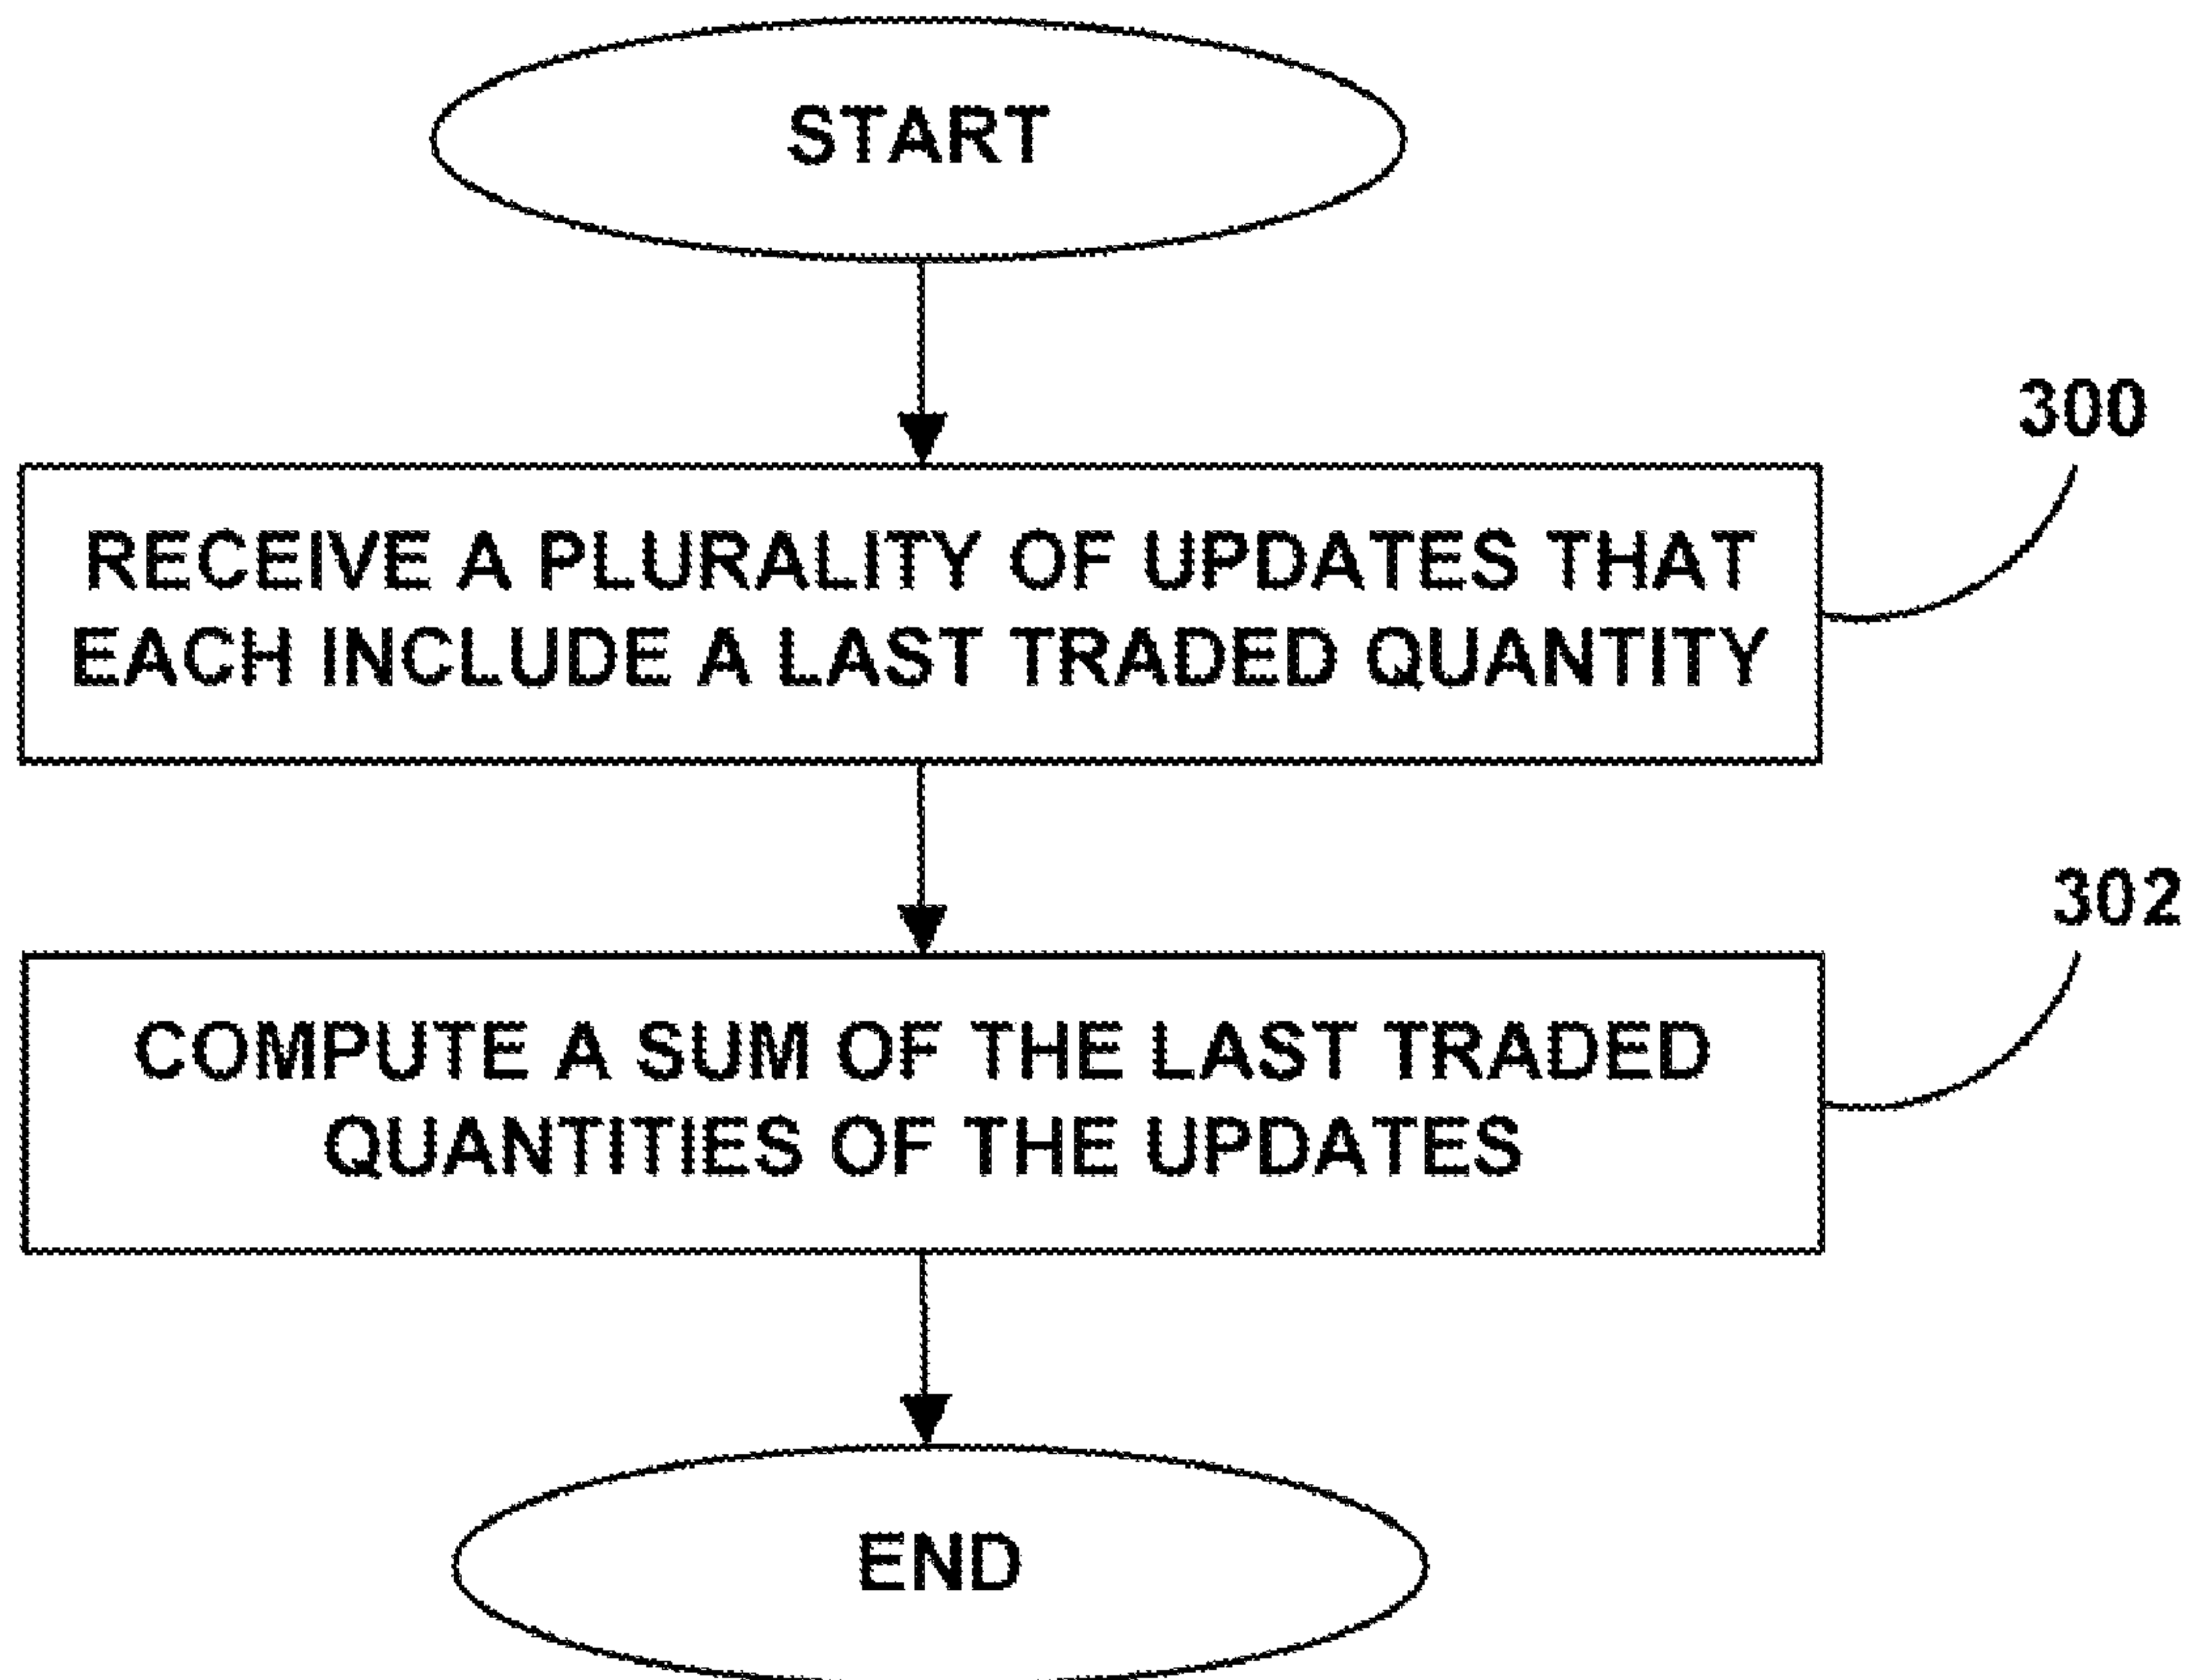 START
300
RECEIVE A PLURALITY OF UPDATES THAT
EACH INCLUDE A LAST TRADED QUANTITY
302
COMPUTE A SUM OF THE LAST TRADED
QUANTITIES OF THE UPDATES
END